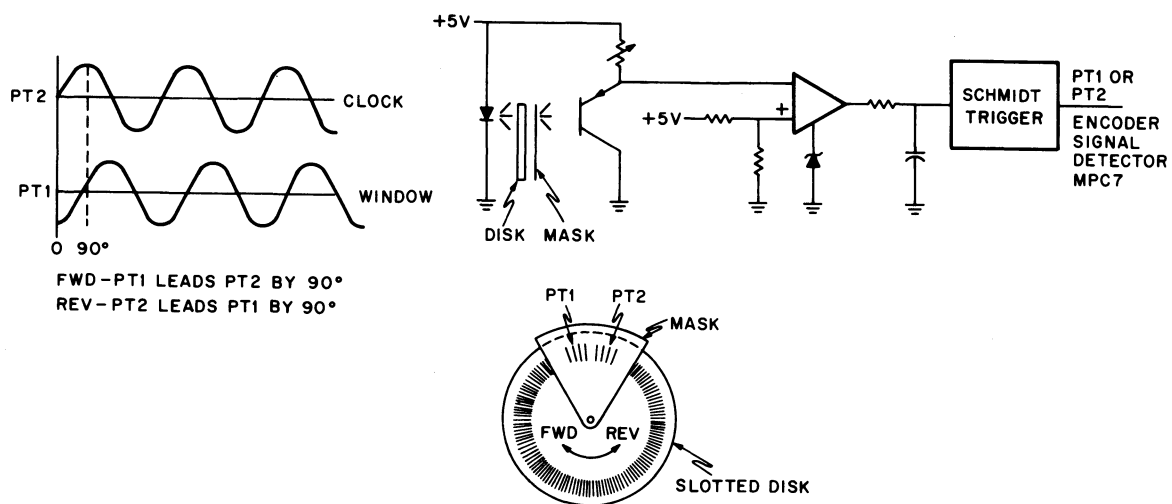 PT2
CLOCK
PT1
WINDOW
0 90°
FWD-PT1 LEADS PT2 BY 90°
REV-PT2 LEADS PT1 BY 90°
+5V
+5V
+
DISK
MASK
SCHMIDT
TRIGGER
PT1 OR
PT2
ENCODER
SIGNAL
DETECTOR
MPC7
PT1
PT2
MASK
FWD
REV
SLOTTED DISK